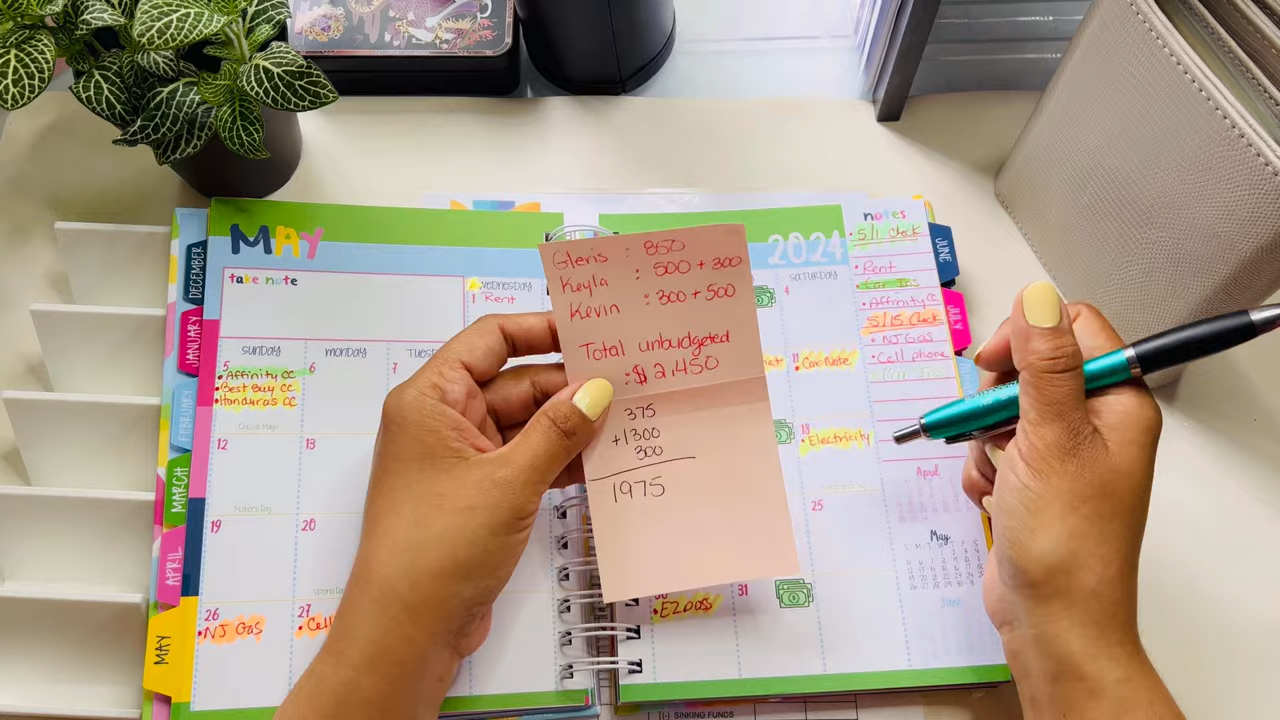 MAY
2024
take note
WEDNESDAY
SATURDAY
notes
1 Rent
4
• 5/1 Check
• Rent
• Car Ins
• Affinity CC
• 5/15 Check
• NJ Gas
• Cell phone
• Car Ins
SUNDAY
MONDAY
5
• Affinity CC
• Best Buy CC
• Honduras CC
6
7
11
• Car Note
12
13
18
• Electricity
19
20
25
26
• NJ Gas
27
• Cell
• EZ pass
31
Glenis : 850
Keyla : 500 + 300
Kevin : 300 + 500
Total unbudgeted
: $2,450
375
+1300
300
1975
April
May
June
DECEMBER
JANUARY
FEBRUARY
MARCH
APRIL
MAY
JUNE
JULY
(-) SINKING FUNDS